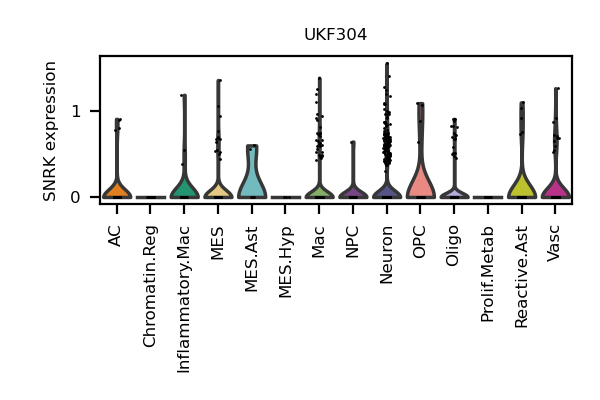 UKF304
SNRK expression
1
0
AC
Chromatin.Reg
Inflammatory.Mac
MES
MES.Ast
MES.Hyp
Mac
NPC
Neuron
OPC
Oligo
Prolif.Metab
Reactive.Ast
Vasc